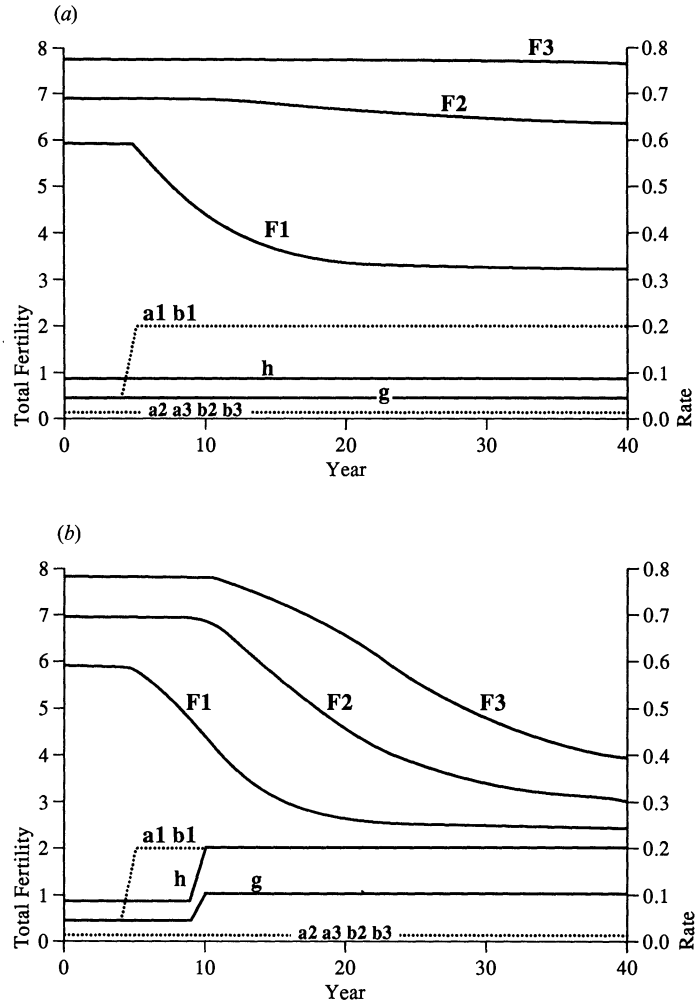 (a)
8
7
6
5
4
3
2
1
0
Total Fertility
F3
F2
F1
a1 b1
h
g
a2 a3 b2 b3
0.8
0.7
0.6
0.5
0.4
0.3
0.2
0.1
0.0
Rate
0 10 20 30 40
Year
(b)
8
7
6
5
4
3
2
1
0
Total Fertility
F1
F2
F3
a1 b1
h
g
a2 a3 b2 b3
0.8
0.7
0.6
0.5
0.4
0.3
0.2
0.1
0.0
Rate
0 10 20 30 40
Year